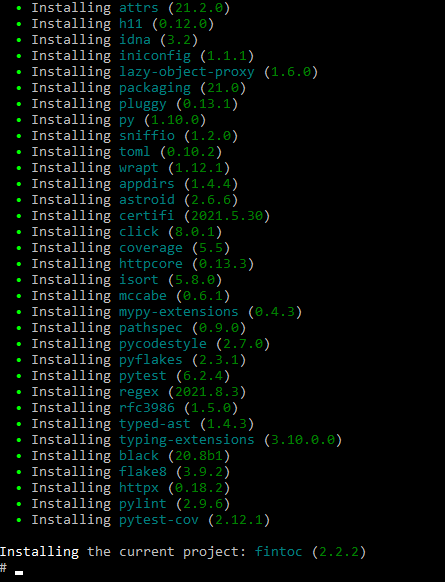 • Installing attrs (21.2.0)
• Installing h11 (0.12.0)
• Installing idna (3.2)
• Installing iniconfig (1.1.1)
• Installing lazy-object-proxy (1.6.0)
• Installing packaging (21.0)
• Installing pluggy (0.13.1)
• Installing py (1.10.0)
• Installing sniffio (1.2.0)
• Installing toml (0.10.2)
• Installing wrapt (1.12.1)
• Installing appdirs (1.4.4)
• Installing astroid (2.6.6)
• Installing certifi (2021.5.30)
• Installing click (8.0.1)
• Installing coverage (5.5)
• Installing httpcore (0.13.3)
• Installing isort (5.8.0)
• Installing mccabe (0.6.1)
• Installing mypy-extensions (0.4.3)
• Installing pathspec (0.9.0)
• Installing pycodestyle (2.7.0)
• Installing pyflakes (2.3.1)
• Installing pytest (6.2.4)
• Installing regex (2021.8.3)
• Installing rfc3986 (1.5.0)
• Installing typed-ast (1.4.3)
• Installing typing-extensions (3.10.0.0)
• Installing black (20.8b1)
• Installing flake8 (3.9.2)
• Installing httpx (0.18.2)
• Installing pylint (2.9.6)
• Installing pytest-cov (2.12.1)
Installing the current project: fintoc (2.2.2)
#